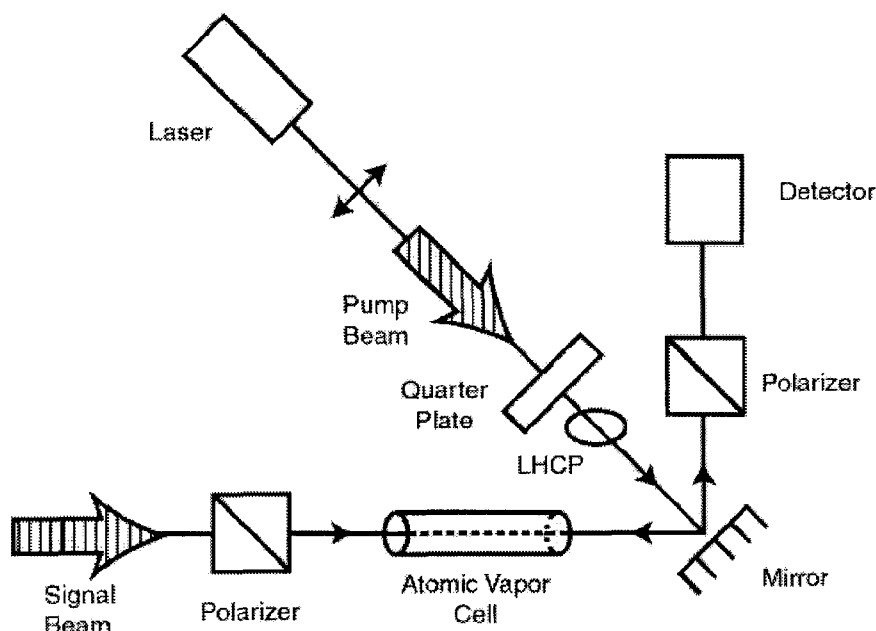 Laser
Detector
Pump
Beam
Polarizer
Quarter
Plate
LHCP
Signal
Beam
Polarizer
Atomic Vapor
Cell
Mirror